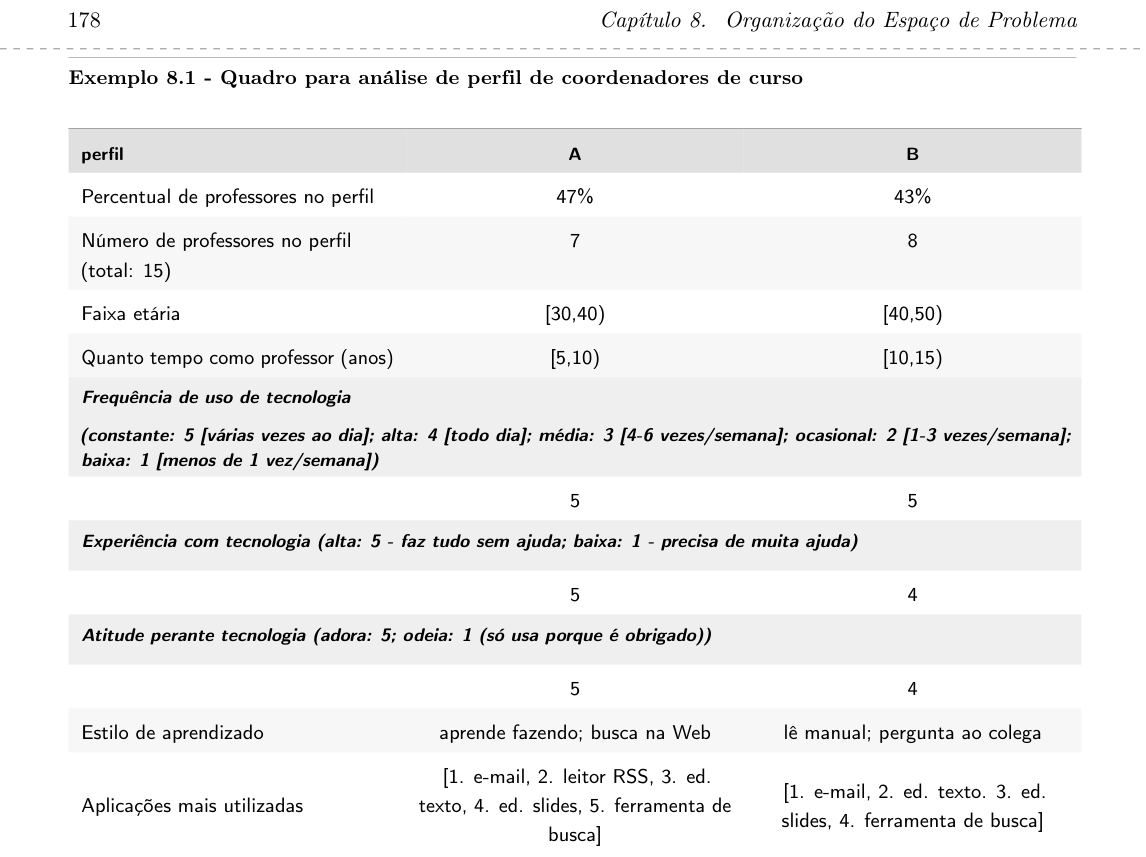 178 Capítulo 8. Organização do Espaço de Problema
Exemplo 8.1 - Quadro para análise de perfil de coordenadores de curso
perfil A B
Percentual de professores no perfil 47% 43%
Número de professores no perfil 7 8
(total: 15)
Faixa etária [30,40) [40,50)
Quanto tempo como professor (anos) [5,10) [10,15)
Frequência de uso de tecnologia
(constante: 5 [várias vezes ao dia]; alta: 4 [todo dia]; média: 3 [4-6 vezes/semana]; ocasional: 2 [1-3 vezes/semana];
baixa: 1 [menos de 1 vez/semana])
5 5
Experiência com tecnologia (alta: 5 - faz tudo sem ajuda; baixa: 1 - precisa de muita ajuda)
5 4
Atitude perante tecnologia (adora: 5; odeia: 1 (só usa porque é obrigado))
5 4
Estilo de aprendizado aprende fazendo; busca na Web lê manual; pergunta ao colega
Aplicações mais utilizadas
[1. e-mail, 2. leitor RSS, 3. ed.
texto, 4. ed. slides, 5. ferramenta de
busca]
[1. e-mail, 2. ed. texto. 3. ed.
slides, 4. ferramenta de busca]